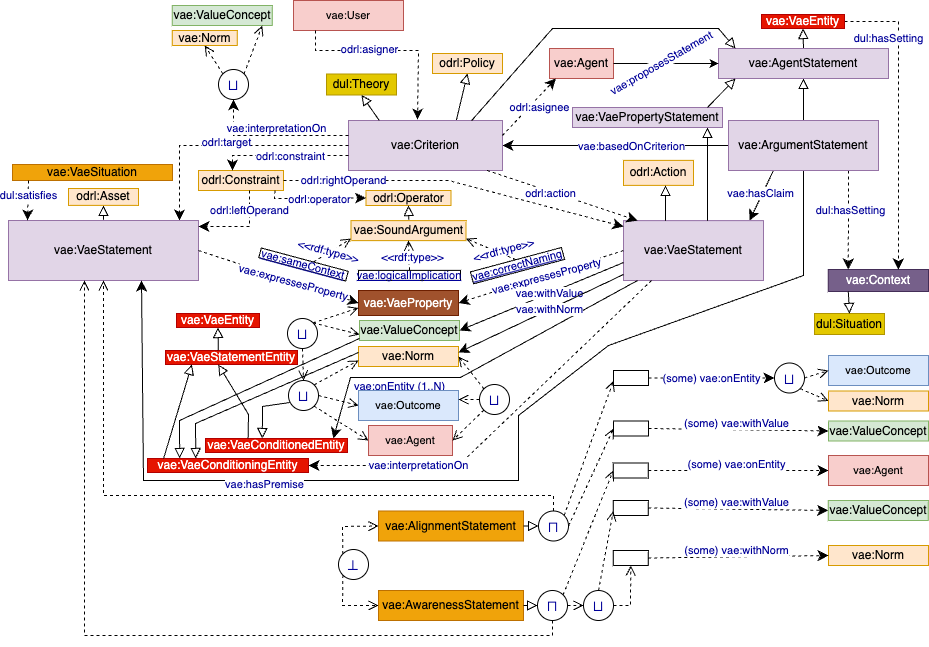 vae:ValueConcept
vae:User
vae:VaeEntity
vae:Norm
odrl:asigner
dul:hasSetting
vae:proposesStatement
odrl:Policy
vae:Agent
vae:AgentStatement
dul:Theory
⊔
odrl:asignee
vae:VaePropertyStatement
vae:interpretationOn
odrl:target
vae:Criterion
vae:basedOnCriterion
vae:ArgumentStatement
odrl:constraint
vae:VaeSituation
odrl:Constraint
odrl:rightOperand
odrl:Action
dul:satisfies
odrl:Asset
odrl:operator
odrl:Operator
odrl:action
vae:hasClaim
odrl:leftOperand
dul:hasSetting
vae:VaeStatement
vae:SoundArgument
vae:VaeStatement
<<rdf:type>>
<<rdf:type>>
<<rdf:type>>
vae:sameContext
vae:logicalImplication
vae:correctNaming
vae:Context
vae:expressesProperty
vae:expressesProperty
vae:VaeProperty
vae:withValue
vae:withNorm
vae:VaeEntity
⊔
vae:ValueConcept
dul:Situation
vae:VaeStatementEntity
vae:Norm
vae:onEntity (1..N)
(some) vae:onEntity
⊔
vae:Outcome
⊔
vae:Outcome
⊔
vae:Norm
(some) vae:withValue
vae:ValueConcept
vae:VaeConditionedEntity
vae:Agent
vae:VaeConditioningEntity
vae:interpretationOn
(some) vae:onEntity
vae:Agent
vae:hasPremise
(some) vae:withValue
vae:ValueConcept
vae:AlignmentStatement
⊓
(some) vae:withNorm
vae:Norm
⊥
vae:AwarenessStatement
⊓
⊔